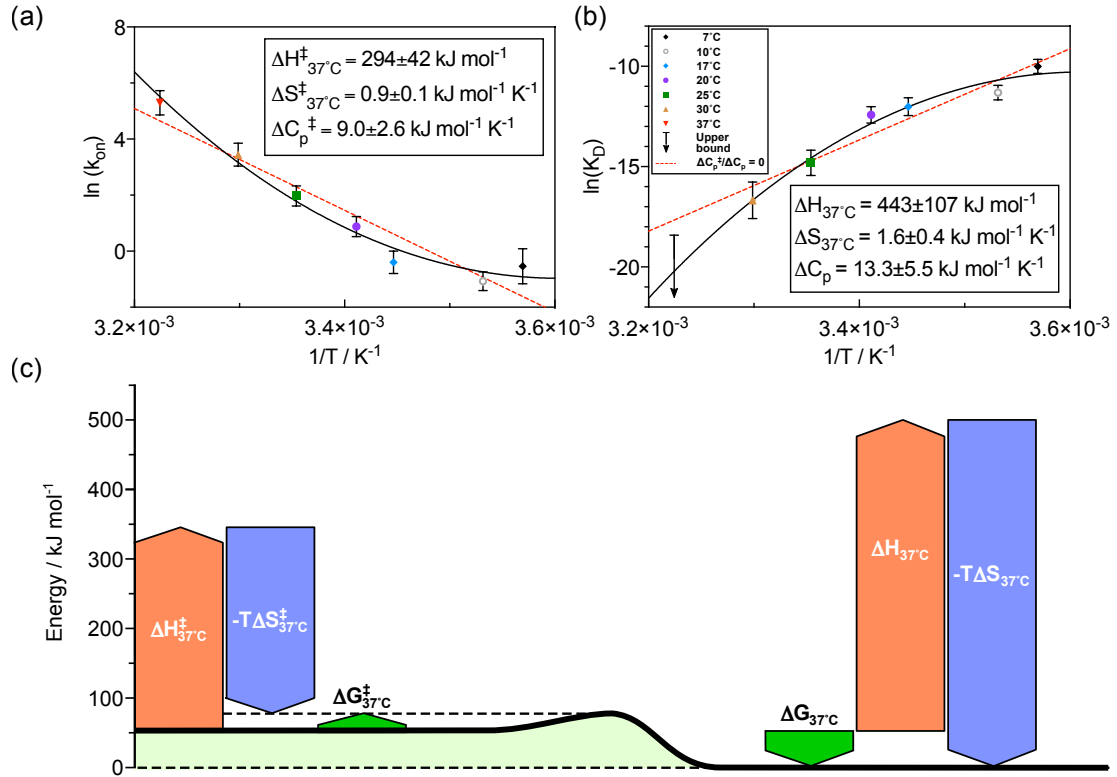 (a)
8
4
0
ln (k_on)
ΔH‡37°C = 294±42 kJ mol⁻¹
ΔS‡37°C = 0.9±0.1 kJ mol⁻¹ K⁻¹
ΔCp‡ = 9.0±2.6 kJ mol⁻¹ K⁻¹
3.2×10⁻³ 3.4×10⁻³ 3.6×10⁻³
1/T / K⁻¹
(b)
-10
-15
-20
ln(K_D)
7°C
10°C
17°C
20°C
25°C
30°C
37°C
Upper
bound
ΔCp‡/ΔCp = 0
ΔH37°C = 443±107 kJ mol⁻¹
ΔS37°C = 1.6±0.4 kJ mol⁻¹ K⁻¹
ΔCp = 13.3±5.5 kJ mol⁻¹ K⁻¹
3.2×10⁻³ 3.4×10⁻³ 3.6×10⁻³
1/T / K⁻¹
(c)
500
400
300
200
100
0
Energy / kJ mol⁻¹
ΔH‡37°C
-TΔS‡37°C
ΔG‡37°C
ΔG37°C
ΔH37°C
-TΔS37°C